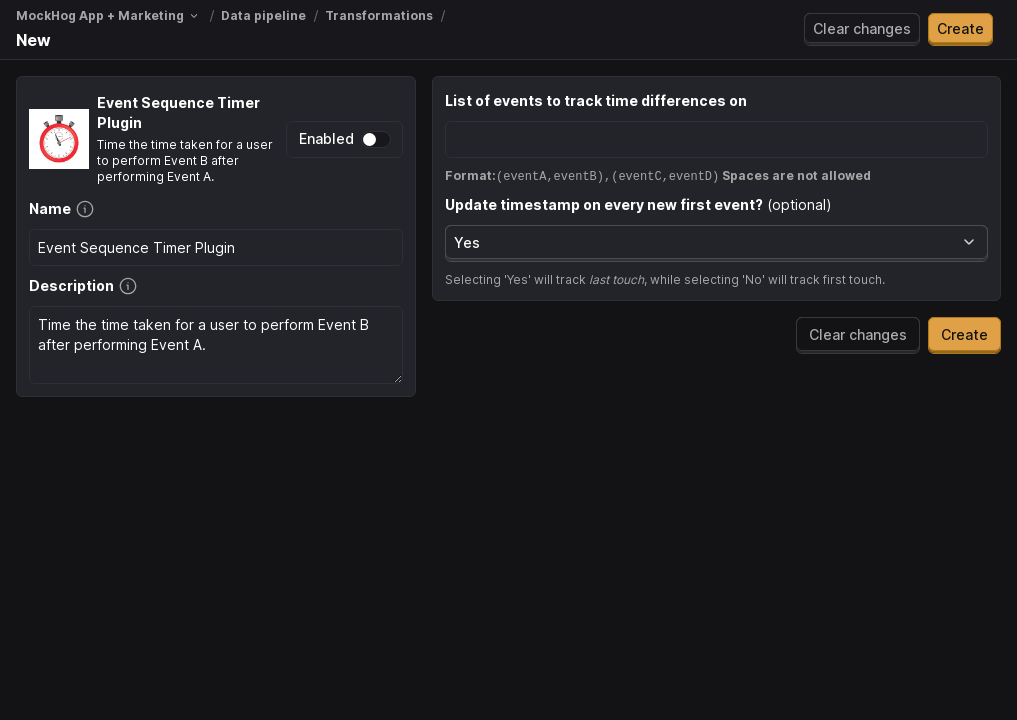 MockHog App + Marketing / Data pipeline / Transformations /
New
Clear changes
Create
Event Sequence Timer
Plugin
Time the time taken for a user
to perform Event B after
performing Event A.
Enabled
Name
Event Sequence Timer Plugin
Description
Time the time taken for a user to perform Event B
after performing Event A.
List of events to track time differences on
Format:(eventA,eventB),(eventC,eventD) Spaces are not allowed
Update timestamp on every new first event? (optional)
Yes
Selecting 'Yes' will track last touch, while selecting 'No' will track first touch.
Clear changes
Create